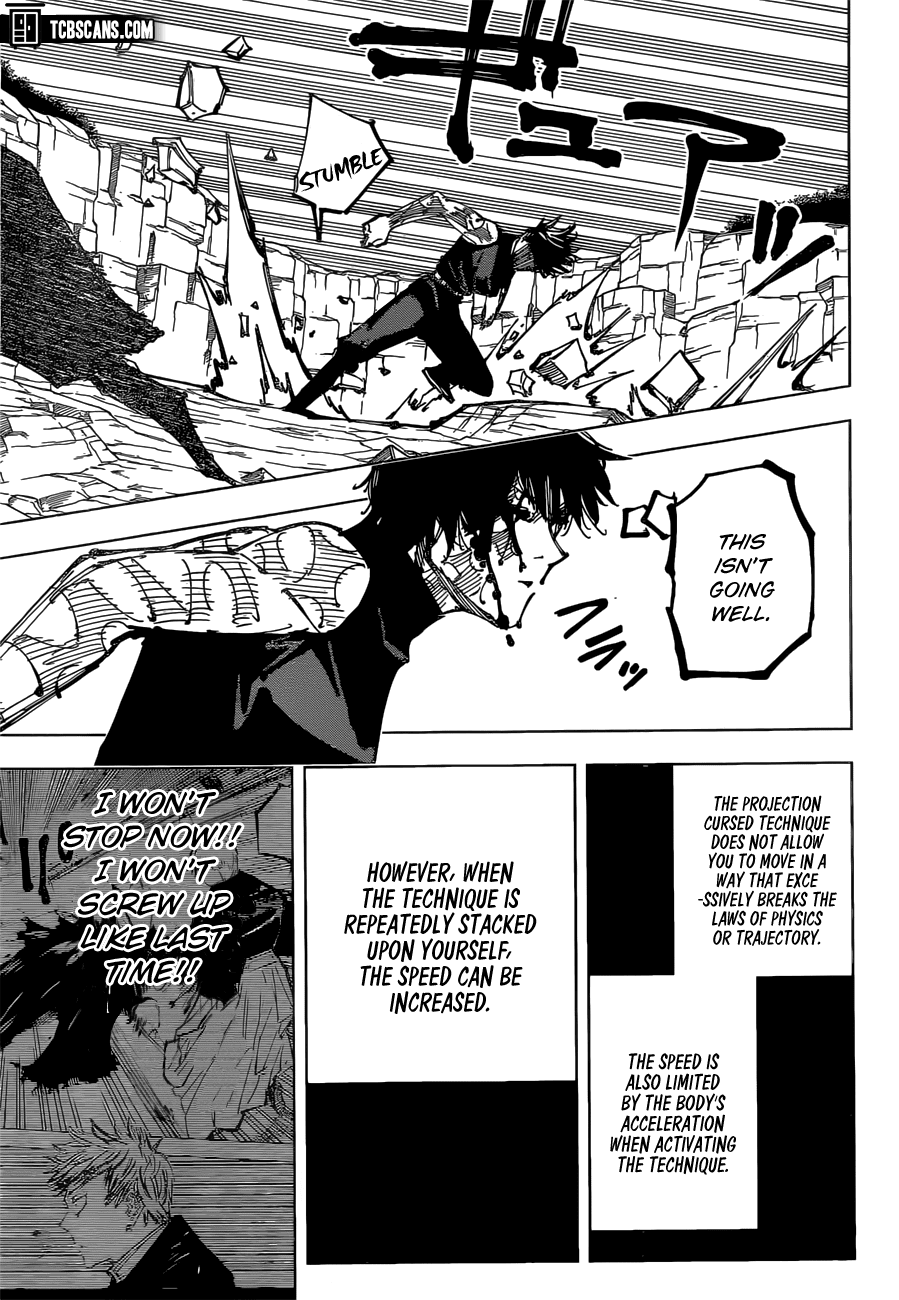 TCBSCANS.COM
ギュアッ
STUMBLE
THIS
ISN'T
GOING
WELL.
THE PROJECTION
CURSED TECHNIQUE
DOES NOT ALLOW
YOU TO MOVE IN A
WAY THAT EXCE
-SSIVELY BREAKS THE
LAWS OF PHYSICS
OR TRAJECTORY.
THE SPEED IS
ALSO LIMITED
BY THE BODY'S
ACCELERATION
WHEN ACTIVATING
THE TECHNIQUE.
HOWEVER, WHEN
THE TECHNIQUE IS
REPEATEDLY STACKED
UPON YOURSELF,
THE SPEED CAN BE
INCREASED.
I WON'T
STOP NOW!!
I WON'T
SCREW UP
LIKE LAST
TIME!!